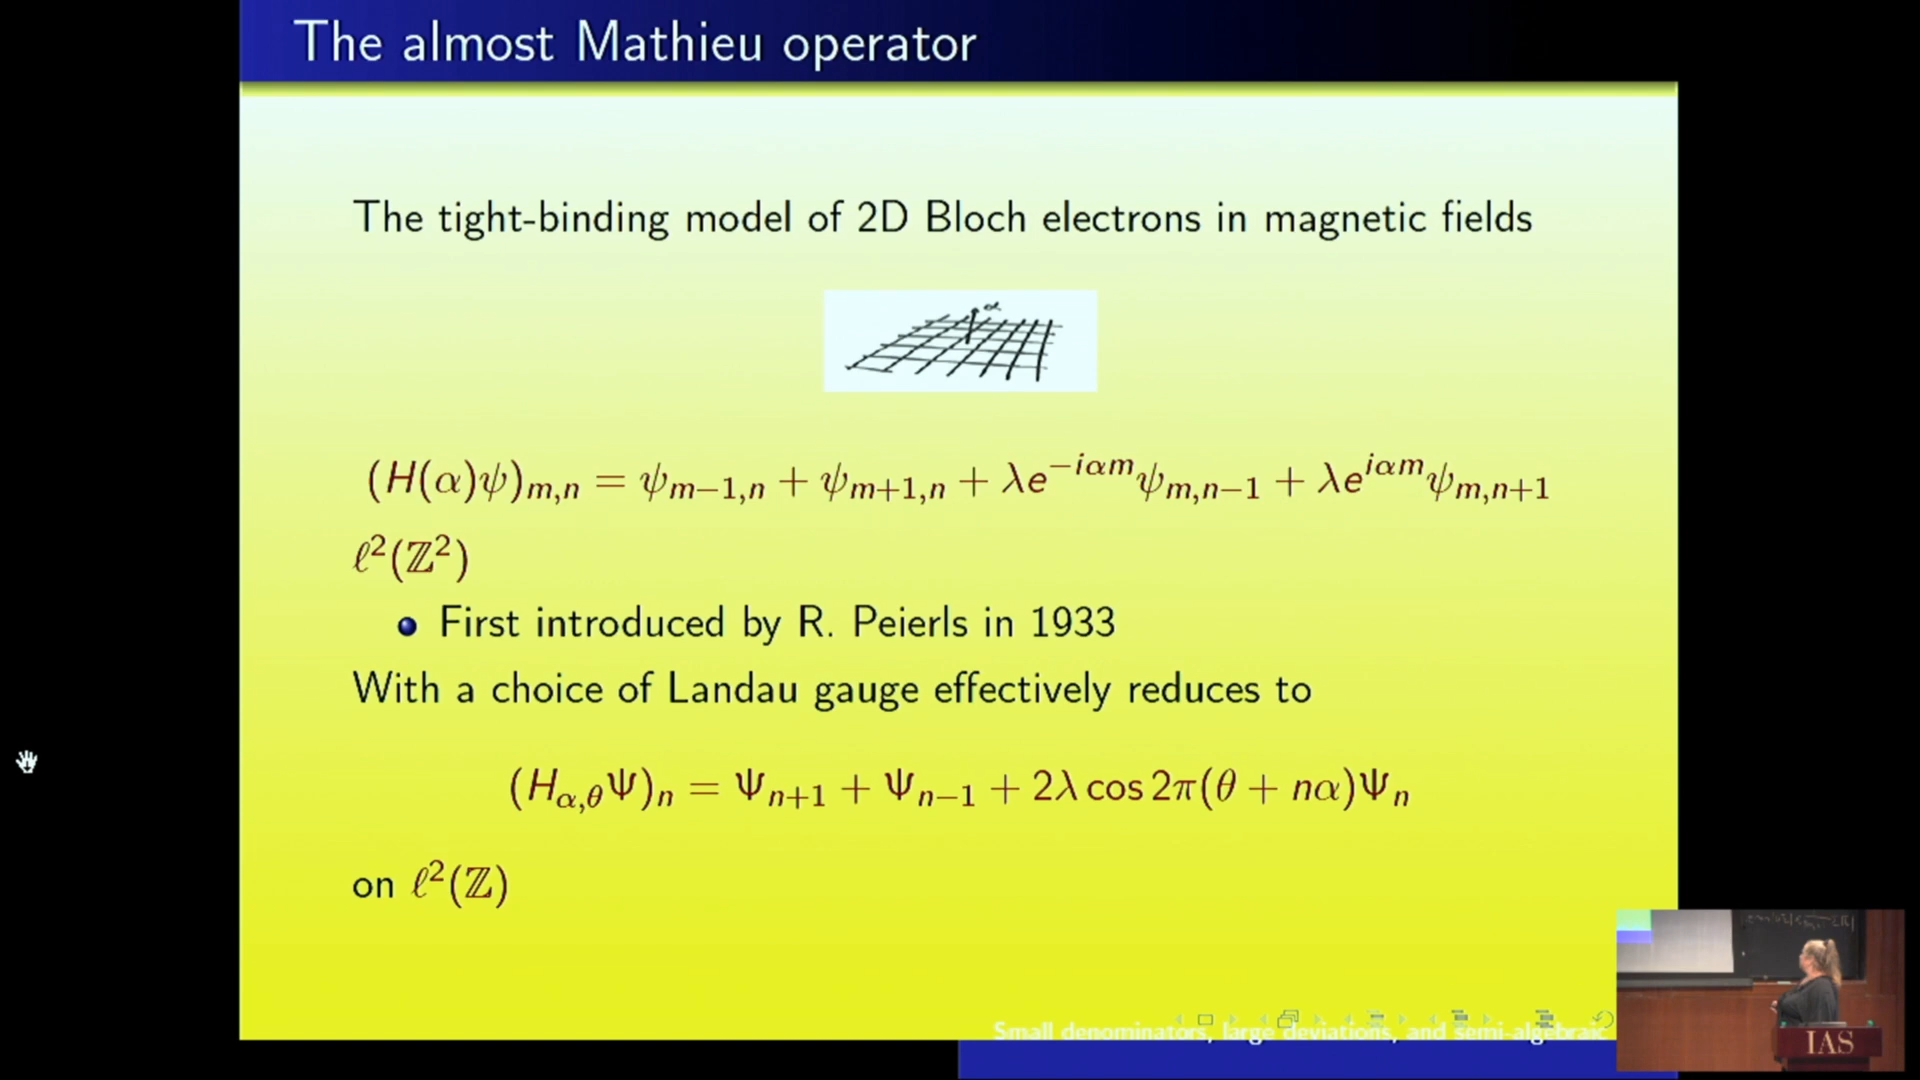 The almost Mathieu operator
The tight-binding model of 2D Bloch electrons in magnetic fields
α
(H(α)ψ)_{m,n} = ψ_{m−1,n} + ψ_{m+1,n} + λe^{−iαm}ψ_{m,n−1} + λe^{iαm}ψ_{m,n+1}
ℓ²(ℤ²)
• First introduced by R. Peierls in 1933
With a choice of Landau gauge effectively reduces to
(H_{α,θ}Ψ)_n = Ψ_{n+1} + Ψ_{n−1} + 2λ cos 2π(θ + nα)Ψ_n
on ℓ²(ℤ)
Small denominators, large deviations, and semi-algebraic
IAS